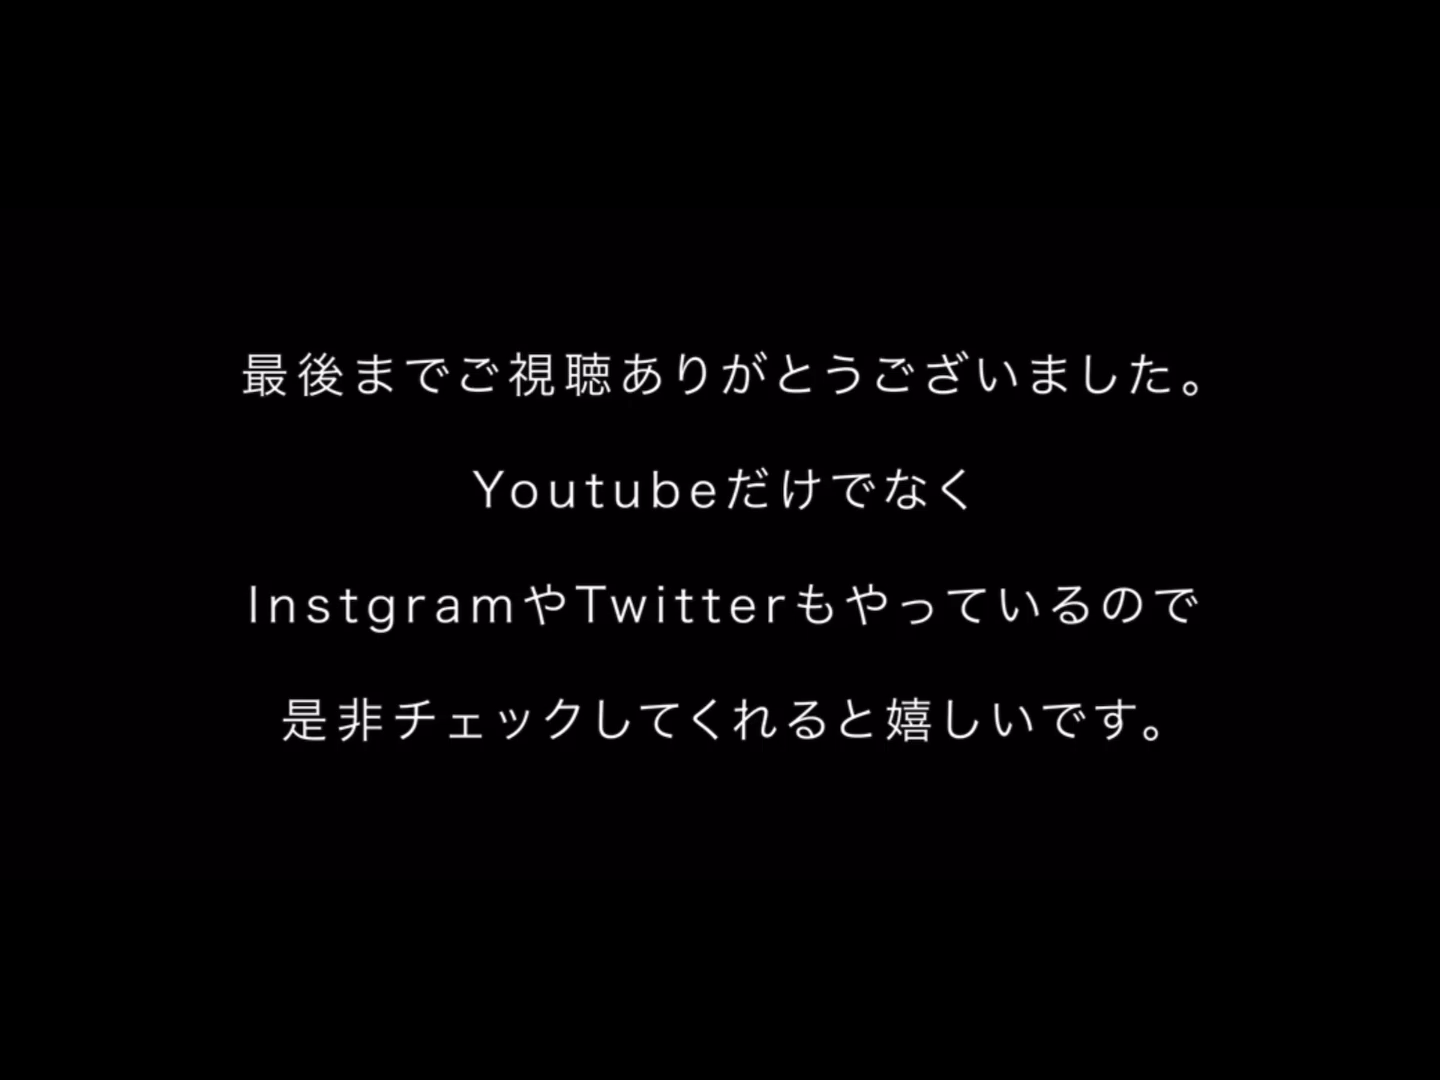 最後までご視聴ありがとうございました。
Youtubeだけでなく
InstgramやTwitterもやっているので
是非チェックしてくれると嬉しいです。